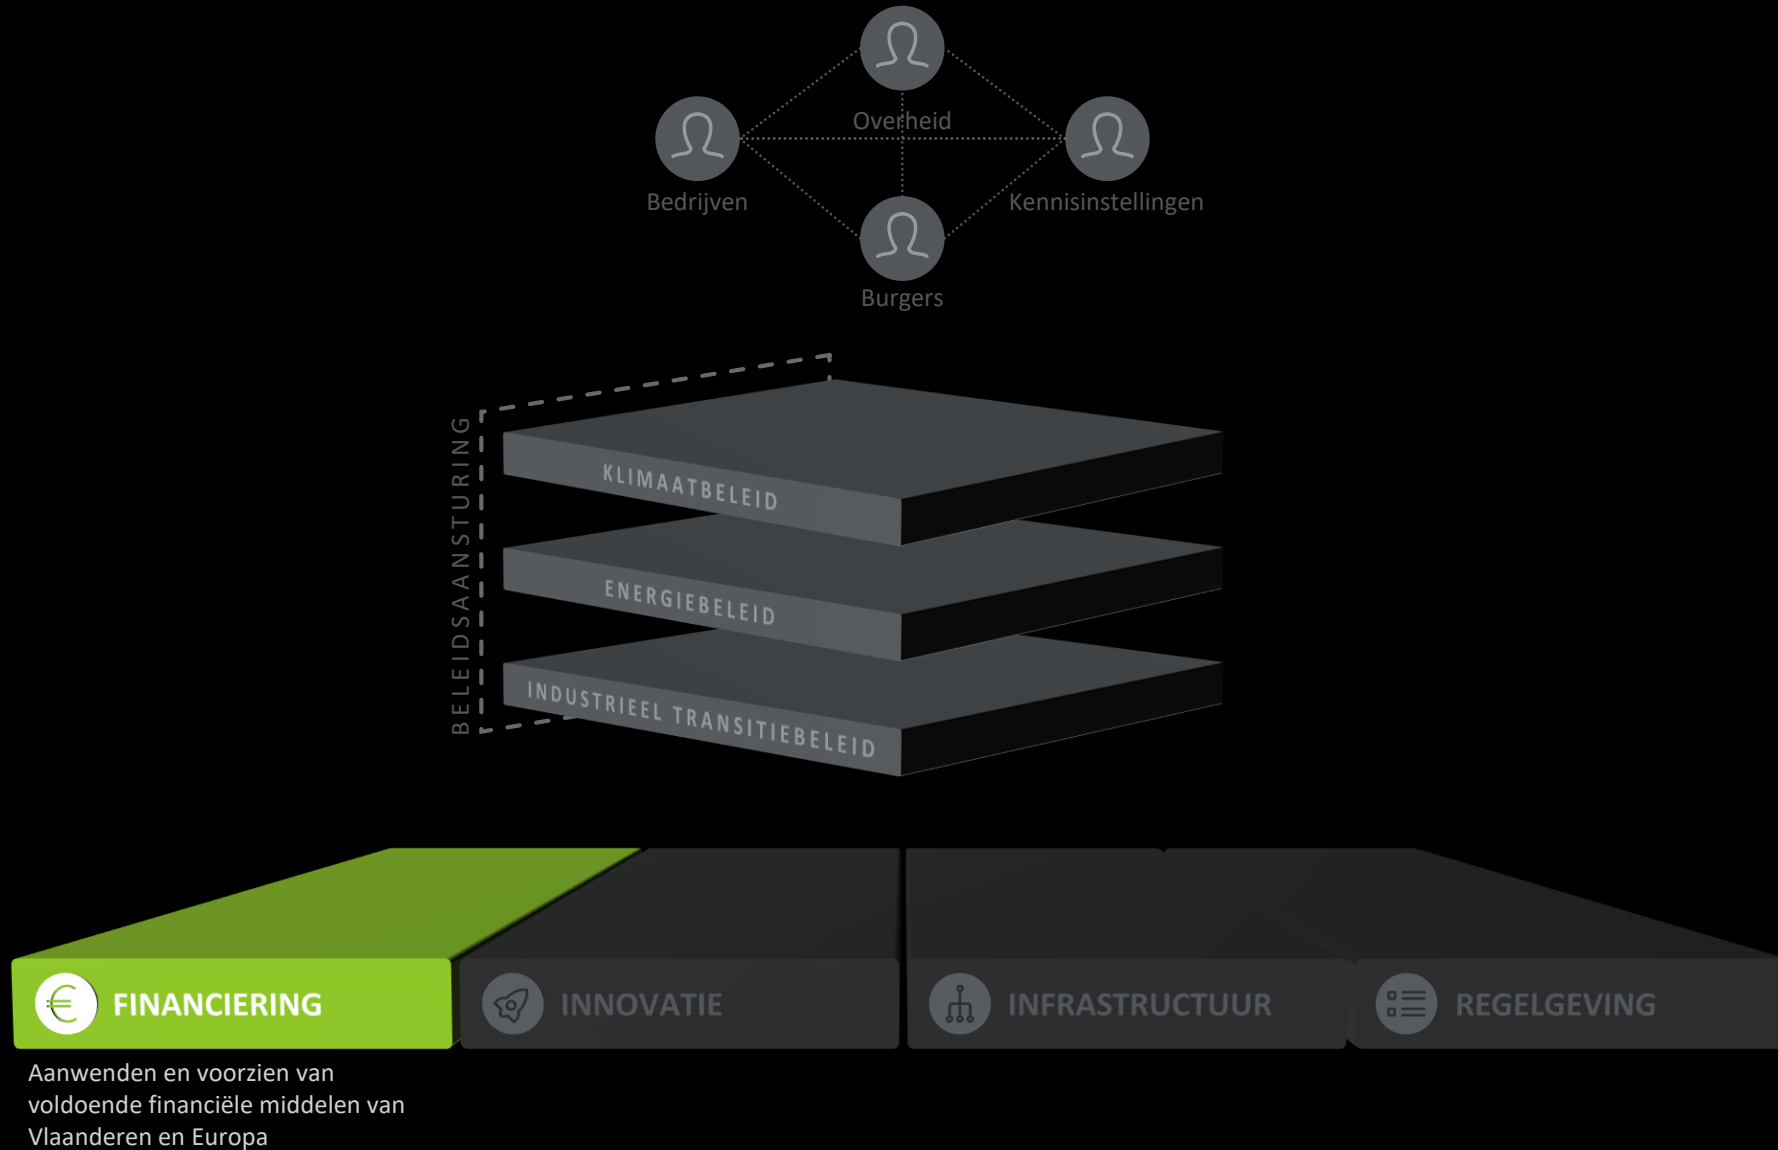 Overheid
Bedrijven
Kennisinstellingen
Burgers
BELEIDSAANSTURING
KLIMAATBELEID
ENERGIEBELEID
INDUSTRIEEL TRANSITIEBELEID
FINANCIERING
INNOVATIE
INFRASTRUCTUUR
REGELGEVING
Aanwenden en voorzien van
voldoende financiële middelen van
Vlaanderen en Europa